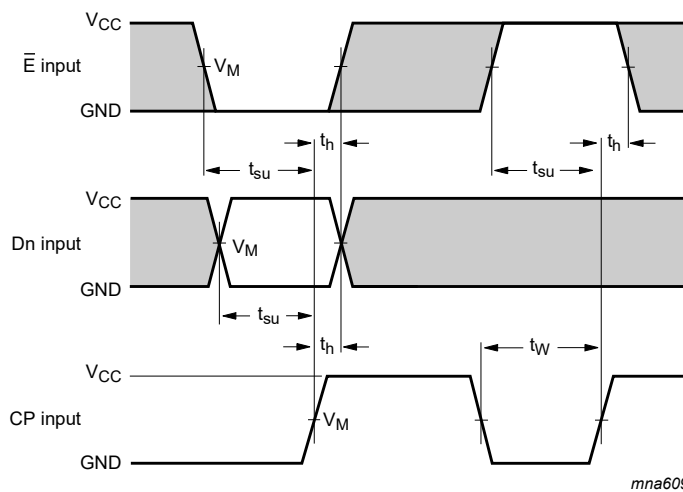 VCC
E̅ input
VM
GND
th
th
tsu
tsu
VCC
Dn input
VM
GND
tsu
th
tW
VCC
CP input
VM
GND
mna609